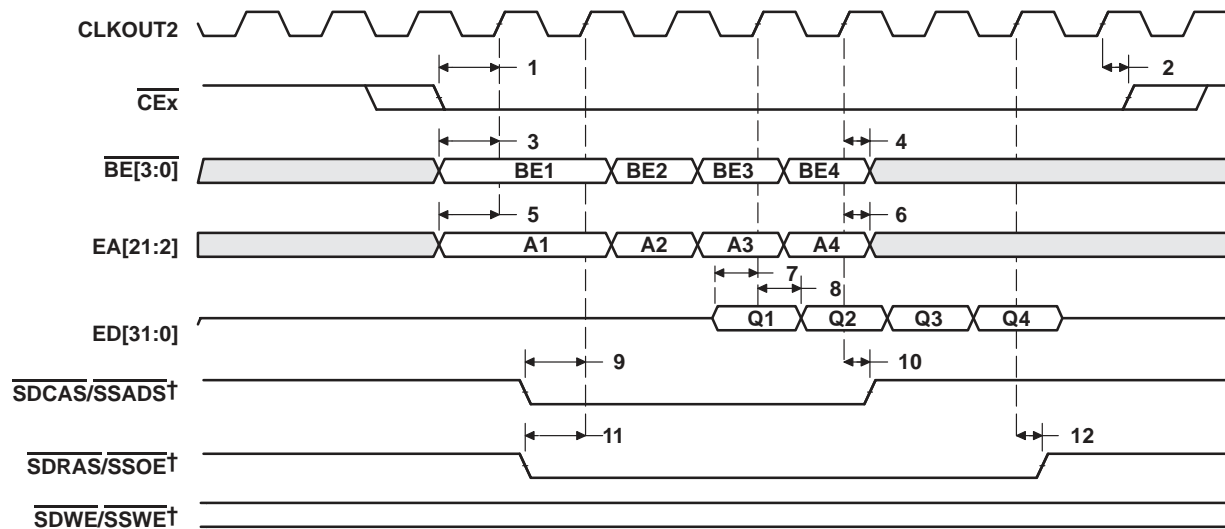 CLKOUT2
1
2
CEx
3
4
BE[3:0]
BE1
BE2
BE3
BE4
5
6
EA[21:2]
A1
A2
A3
A4
7
8
ED[31:0]
Q1
Q2
Q3
Q4
9
10
SDCAS/SSADS†
11
12
SDRAS/SSOE†
SDWE/SSWE†